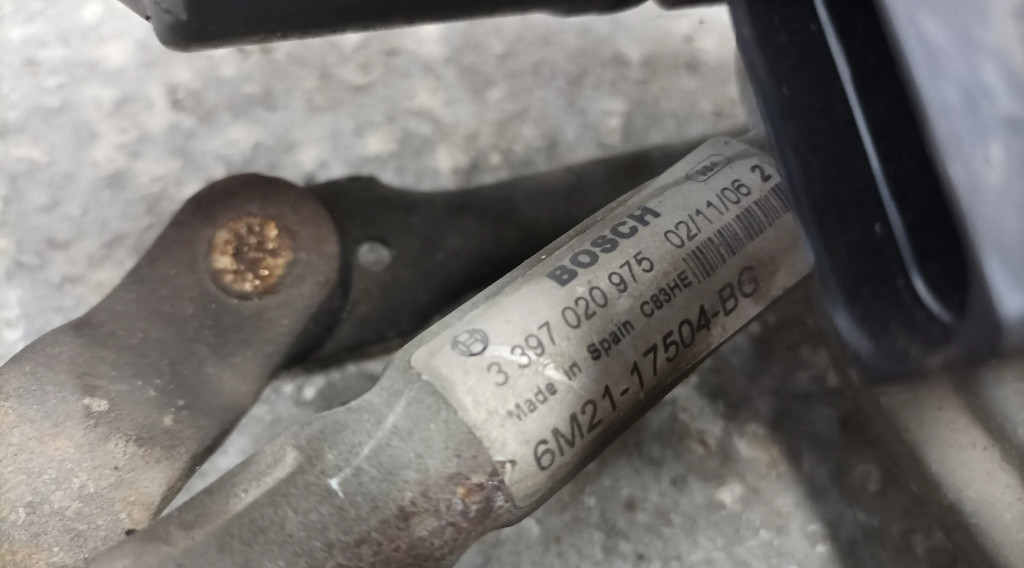 BOSCH
3 397 020 975 02/11/06 2
Made in Spain C83HE
6M21-17504-BG